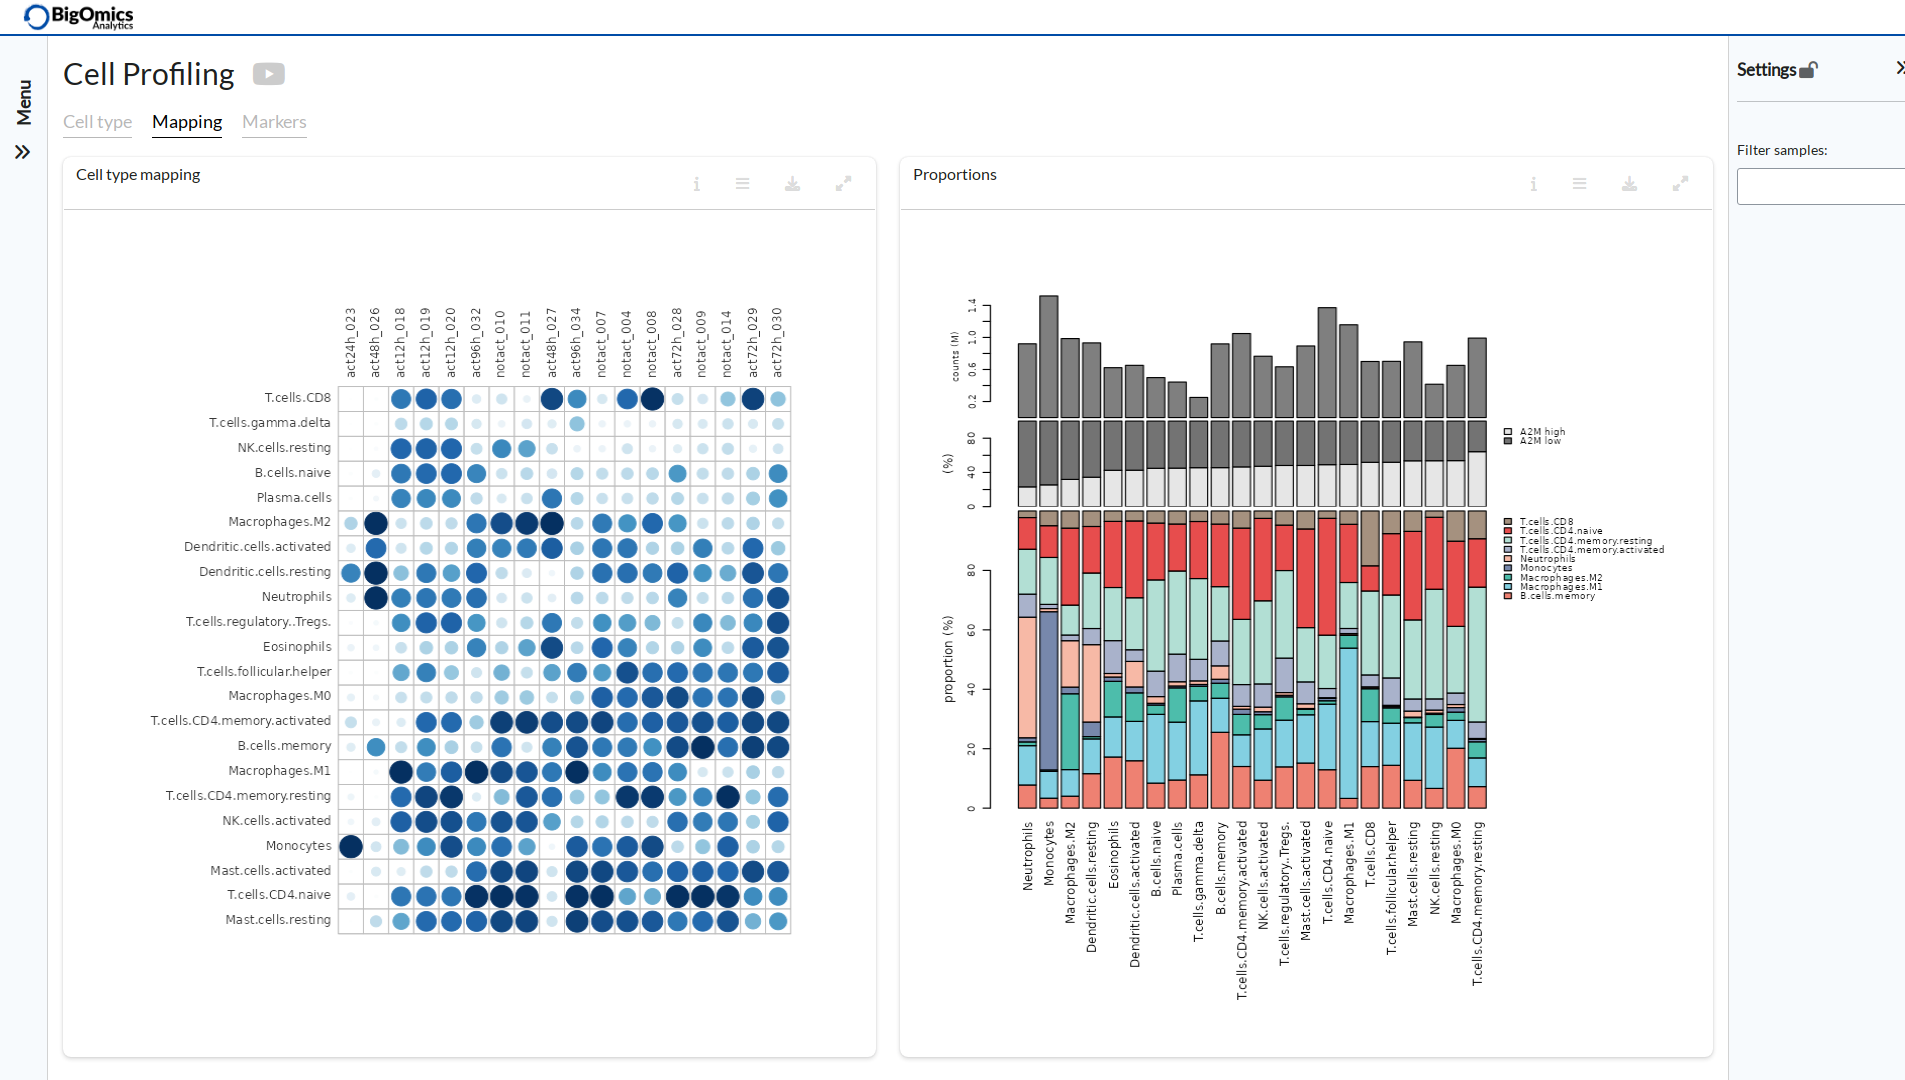 BigOmics
Analytics
Menu
Cell Profiling
Cell type Mapping Markers
Settings
Filter samples:
Cell type mapping
act24h_023 act48h_026 act12h_018 act12h_019 act12h_020 act96h_032 notact_010 notact_011 act48h_027 act96h_034 notact_007 notact_004 notact_008 act72h_028 notact_009 notact_014 act72h_029 act72h_030
T.cells.CD8
T.cells.gamma.delta
NK.cells.resting
B.cells.naive
Plasma.cells
Macrophages.M2
Dendritic.cells.activated
Dendritic.cells.resting
Neutrophils
T.cells.regulatory..Tregs.
Eosinophils
T.cells.follicular.helper
Macrophages.M0
T.cells.CD4.memory.activated
B.cells.memory
Macrophages.M1
T.cells.CD4.memory.resting
NK.cells.activated
Monocytes
Mast.cells.activated
T.cells.CD4.naive
Mast.cells.resting
Proportions
counts (M)
1.4
1.0
0.6
0.2
(%)
80
40
0
A2M high
A2M low
proportion (%)
80
60
40
20
0
T.cells.CD8
T.cells.CD4.naive
T.cells.CD4.memory.resting
T.cells.CD4.memory.activated
Neutrophils
Monocytes
Macrophages.M2
Macrophages.M1
B.cells.memory
Neutrophils
Monocytes
Macrophages.M2
Dendritic.cells.resting
Eosinophils
Dendritic.cells.activated
B.cells.naive
Plasma.cells
T.cells.gamma.delta
B.cells.memory
T.cells.CD4.memory.activated
NK.cells.activated
T.cells.regulatory..Tregs.
Mast.cells.activated
T.cells.CD4.naive
Macrophages.M1
T.cells.CD8
T.cells.follicular.helper
Mast.cells.resting
NK.cells.resting
Macrophages.M0
T.cells.CD4.memory.resting